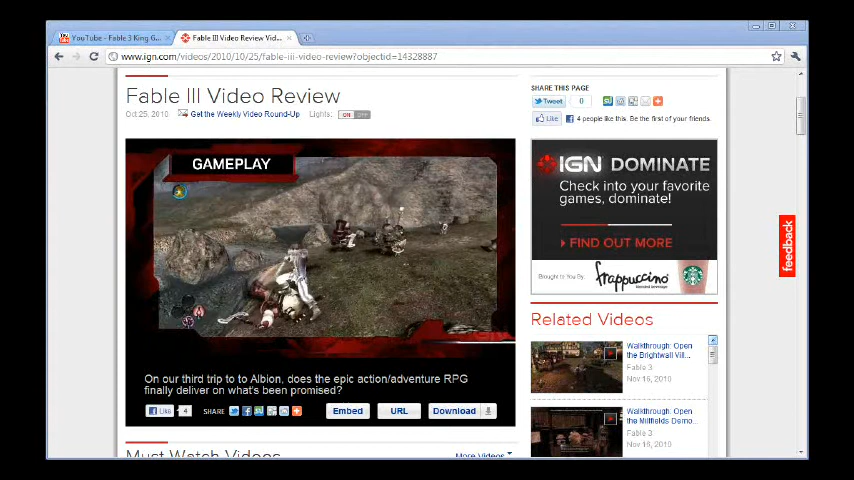 YouTube - Fable 3 King G...
Fable III Video Review Vid...
www.ign.com/videos/2010/10/25/fable-iii-video-review?objectid=14328887
Fable III Video Review
Oct 25, 2010
Get the Weekly Video Round-Up
Lights:
ON
OFF
SHARE THIS PAGE
Tweet
0
Like
4 people like this. Be the first of your friends.
GAMEPLAY
IGN DOMINATE
Check into your favorite
games, dominate!
FIND OUT MORE
Brought to You By:
frappuccino
feedback
Related Videos
Walkthrough: Open
the Brightwall Vill...
Fable 3
Nov 16, 2010
On our third trip to to Albion, does the epic action/adventure RPG
finally deliver on what's been promised?
Like
4
SHARE
Embed
URL
Download
Walkthrough: Open
the Millfields Demo...
Fable 3
Nov 16, 2010
Must Watch Videos
More Videos